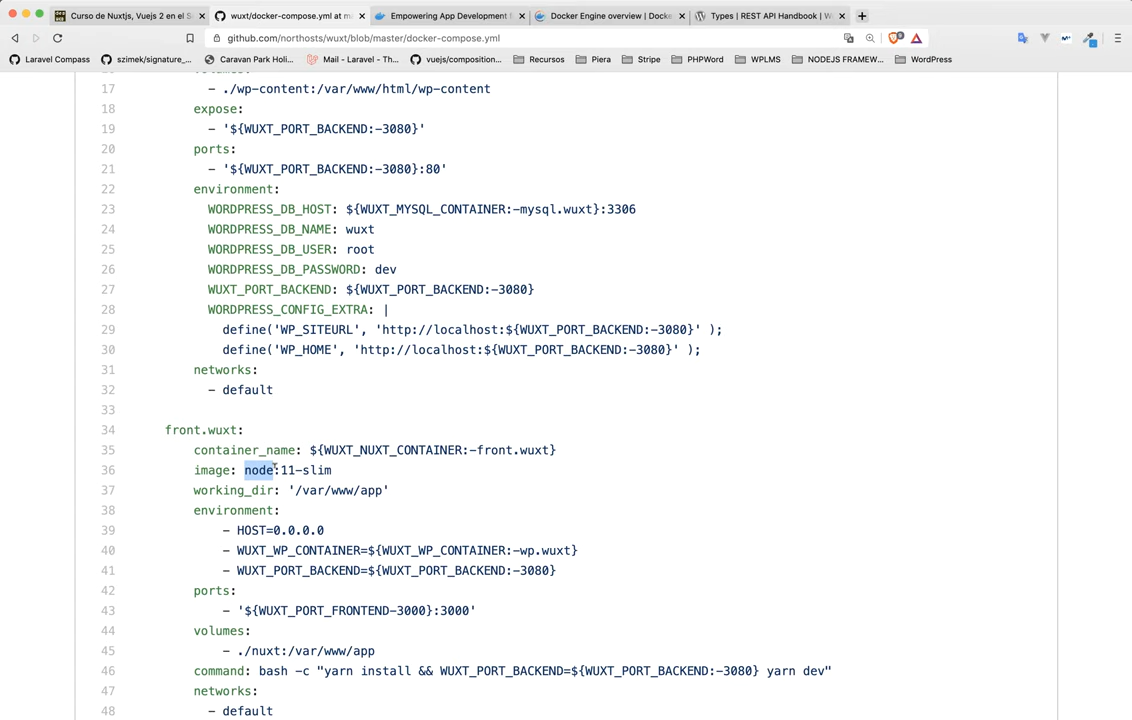 Curso de Nuxtjs, Vuejs 2 en el S
wuxt/docker-compose.yml at ma
Empowering App Development f
Docker Engine overview | Docke
Types | REST API Handbook | W
github.com/northosts/wuxt/blob/master/docker-compose.yml
Laravel Compass
szimek/signature_...
Caravan Park Holi...
Mail - Laravel - Th...
vuejs/composition...
Recursos
Piera
Stripe
PHPWord
WPLMS
NODEJS FRAMEW...
WordPress
17 - ./wp-content:/var/www/html/wp-content
18 expose:
19 - '${WUXT_PORT_BACKEND:-3080}'
20 ports:
21 - '${WUXT_PORT_BACKEND:-3080}:80'
22 environment:
23 WORDPRESS_DB_HOST: ${WUXT_MYSQL_CONTAINER:-mysql.wuxt}:3306
24 WORDPRESS_DB_NAME: wuxt
25 WORDPRESS_DB_USER: root
26 WORDPRESS_DB_PASSWORD: dev
27 WUXT_PORT_BACKEND: ${WUXT_PORT_BACKEND:-3080}
28 WORDPRESS_CONFIG_EXTRA: |
29 define('WP_SITEURL', 'http://localhost:${WUXT_PORT_BACKEND:-3080}' );
30 define('WP_HOME', 'http://localhost:${WUXT_PORT_BACKEND:-3080}' );
31 networks:
32 - default
33
34 front.wuxt:
35 container_name: ${WUXT_NUXT_CONTAINER:-front.wuxt}
36 image: node:11-slim
37 working_dir: '/var/www/app'
38 environment:
39 - HOST=0.0.0.0
40 - WUXT_WP_CONTAINER=${WUXT_WP_CONTAINER:-wp.wuxt}
41 - WUXT_PORT_BACKEND=${WUXT_PORT_BACKEND:-3080}
42 ports:
43 - '${WUXT_PORT_FRONTEND-3000}:3000'
44 volumes:
45 - ./nuxt:/var/www/app
46 command: bash -c "yarn install && WUXT_PORT_BACKEND=${WUXT_PORT_BACKEND:-3080} yarn dev"
47 networks:
48 - default